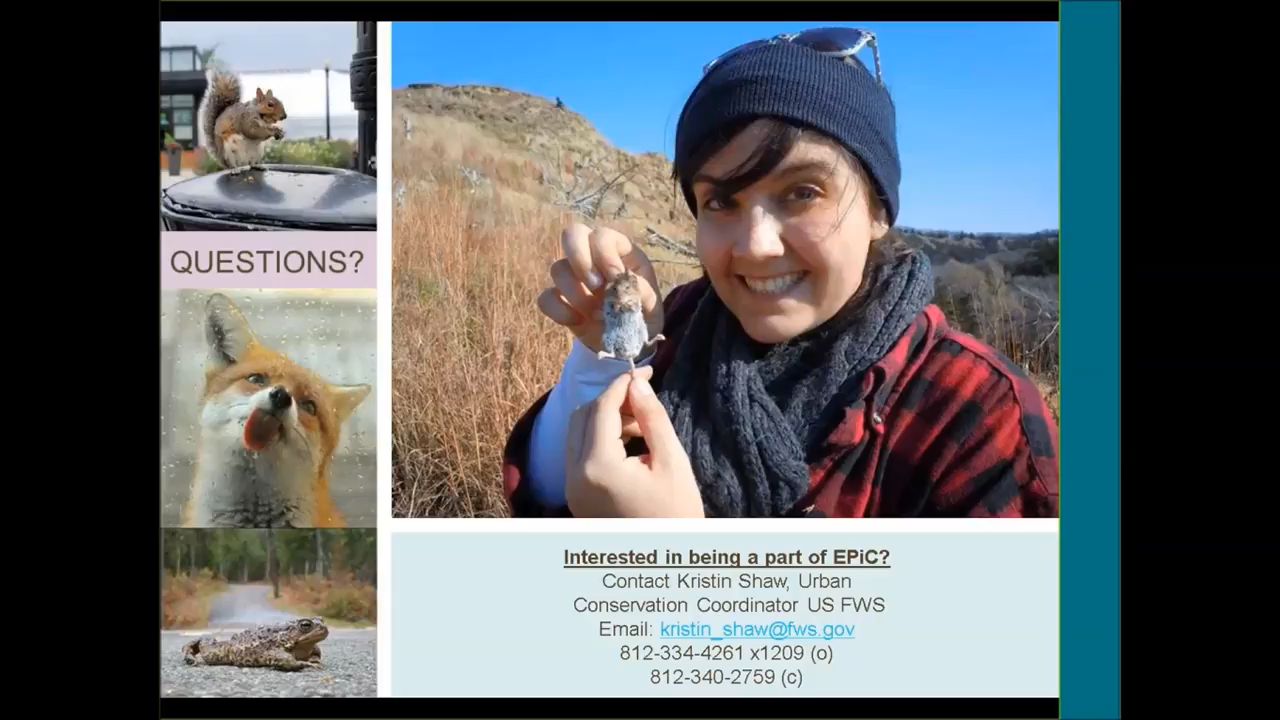 QUESTIONS?
Interested in being a part of EPiC?
Contact Kristin Shaw, Urban
Conservation Coordinator US FWS
Email: kristin_shaw@fws.gov
812-334-4261 x1209 (o)
812-340-2759 (c)